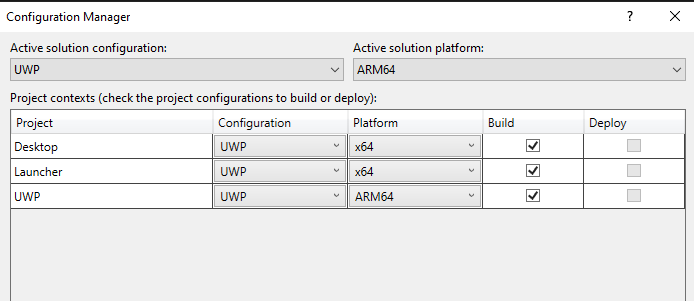 Configuration Manager
Active solution configuration: Active solution platform:
UWP ARM64
Project contexts (check the project configurations to build or deploy):
Project Configuration Platform Build Deploy
Desktop UWP x64
Launcher UWP x64
UWP UWP ARM64